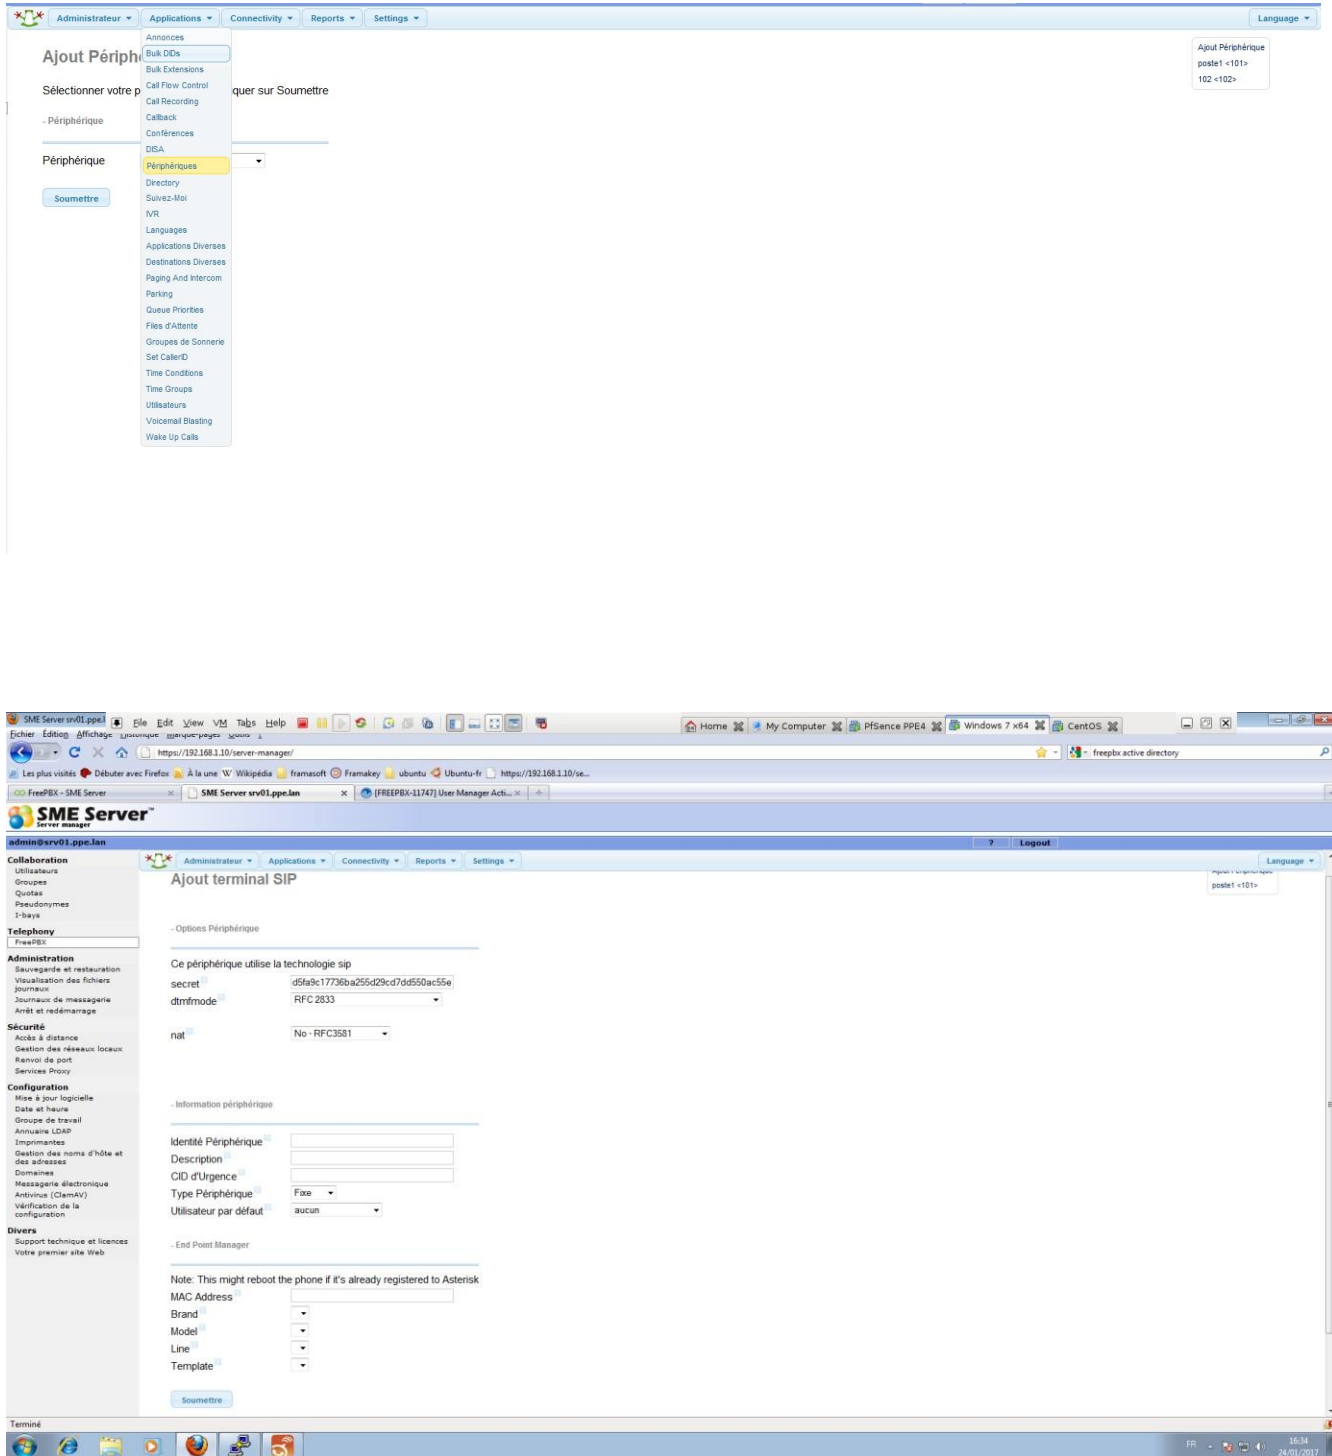 Administrateur Applications Connectivity Reports Settings Language
Ajout Périph
Sélectionner votre p quer sur Soumettre
- Périphérique
Périphérique
Soumettre
Annonces
Bulk DIDs
Bulk Extensions
Call Flow Control
Call Recording
Callback
Conférences
DISA
Périphériques
Directory
Suivez-Moi
IVR
Languages
Applications Diverses
Destinations Diverses
Paging And Intercom
Parking
Queue Priorities
Files d'Attente
Groupes de Sonnerie
Set CallerID
Time Conditions
Time Groups
Utilisateurs
Voicemail Blasting
Wake Up Calls
Ajout Périphérique
poste1 <101>
102 <102>
SME Server srv01.ppe.l File Edit View VM Tabs Help Home My Computer PfSence PPE4 Windows 7 x64 CentOS
Fichier Édition Affichage Historique Marque-pages Outils ?
https://192.168.1.10/server-manager/ freepbx active directory
Les plus visités Débuter avec Firefox À la une Wikipédia framasoft Framakey ubuntu Ubuntu-fr https://192.168.1.10/se...
FreePBX - SME Server SME Server srv01.ppe.lan [FREEPBX-11747] User Manager Acti...
SME Server™
Server manager
admin@srv01.ppe.lan ? Logout
Collaboration
Utilisateurs
Groupes
Quotas
Pseudonymes
I-bays
Telephony
FreePBX
Administration
Sauvegarde et restauration
Visualisation des fichiers
journaux
Journaux de messagerie
Arrêt et redémarrage
Sécurité
Accès à distance
Gestion des réseaux locaux
Renvoi de port
Services Proxy
Configuration
Mise à jour logicielle
Date et heure
Groupe de travail
Annuaire LDAP
Imprimantes
Gestion des noms d'hôte et
des adresses
Domaines
Messagerie électronique
Antivirus (ClamAV)
Vérification de la
configuration
Divers
Support technique et licences
Votre premier site Web
Administrateur Applications Connectivity Reports Settings Language
Ajout Périphérique
poste1 <101>
Ajout terminal SIP
- Options Périphérique
Ce périphérique utilise la technologie sip
secret d5fa9c17736ba255d29cd7dd550ac55e
dtmfmode RFC 2833
nat No - RFC3581
- Information périphérique
Identité Périphérique
Description
CID d'Urgence
Type Périphérique Fixe
Utilisateur par défaut aucun
- End Point Manager
Note: This might reboot the phone if it's already registered to Asterisk
MAC Address
Brand
Model
Line
Template
Soumettre
Terminé
FR 16:34
24/01/2017